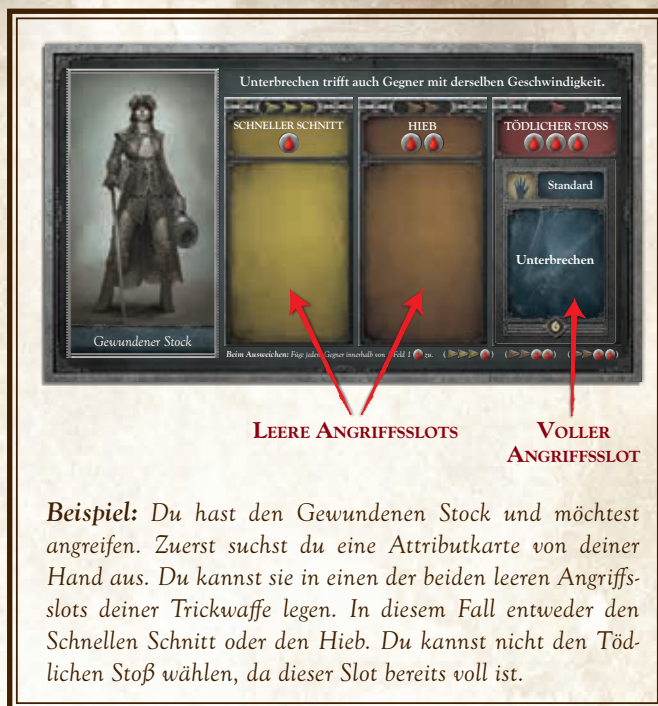 Unterbrechen trifft auch Gegner mit derselben Geschwindigkeit.
SCHNELLER SCHNITT
HIEB
TÖDLICHER STOSS
Standard
Unterbrechen
6
Gewundener Stock
Beim Ausweichen: Füge jedem Gegner innerhalb von 1 Feld 1 zu.
LEERE ANGRIFFSSLOTS
VOLLER
ANGRIFFSSLOT
Beispiel: Du hast den Gewundenen Stock und möchtest
angreifen. Zuerst suchst du eine Attributkarte von deiner
Hand aus. Du kannst sie in einen der beiden leeren Angriffs-
slots deiner Trickwaffe legen. In diesem Fall entweder den
Schnellen Schnitt oder den Hieb. Du kannst nicht den Töd-
lichen Stoß wählen, da dieser Slot bereits voll ist.